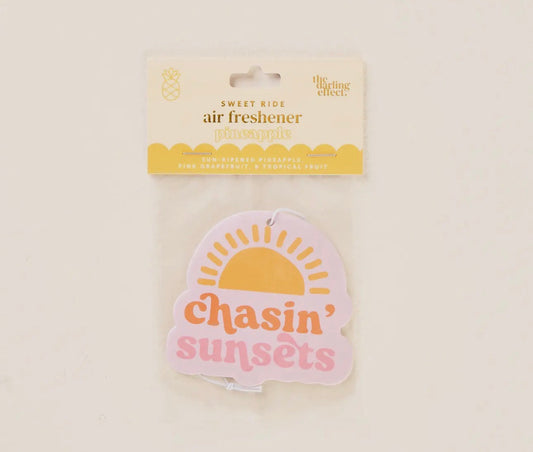 SWEET RIDE
air freshener
pineapple
the
darling
effect.
SUN-RIPENED PINEAPPLE,
PINK GRAPEFRUIT, & TROPICAL FRUIT
chasin'
sunsets